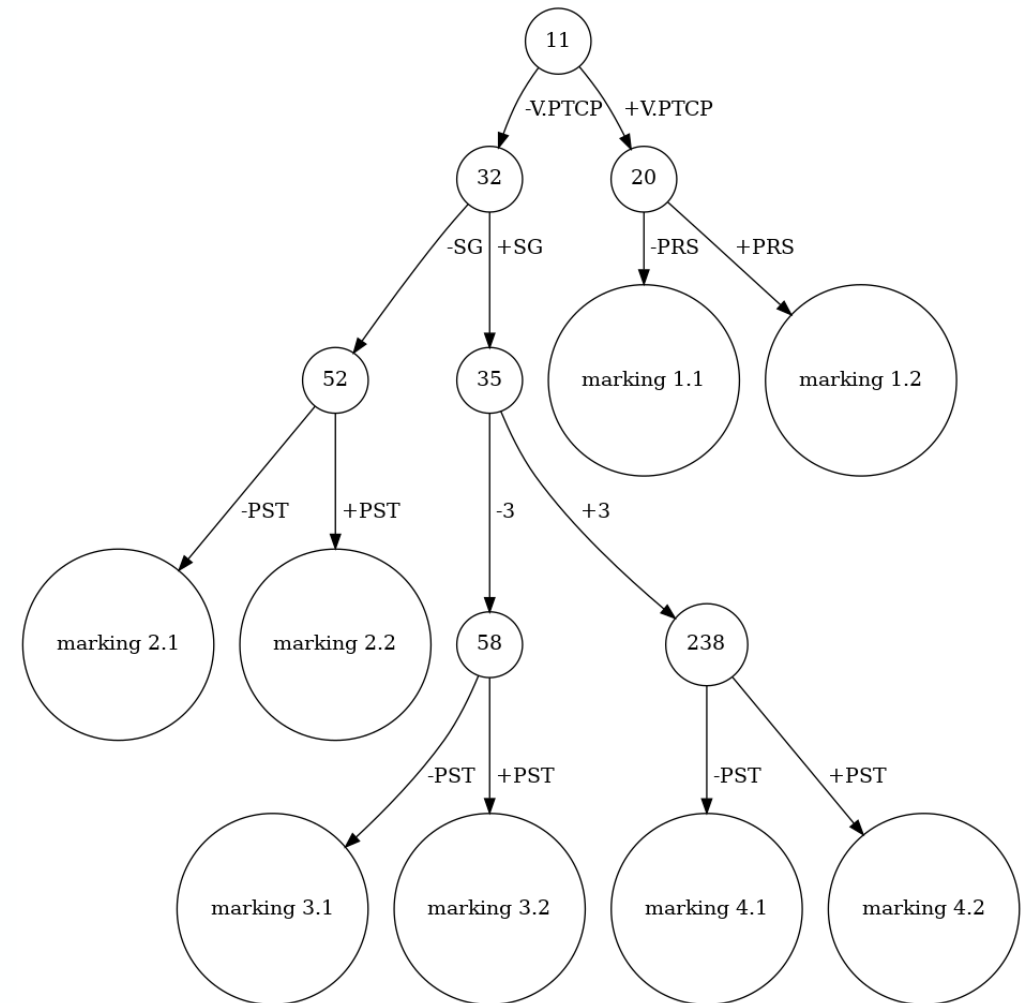 11
-V.PTCP
+V.PTCP
32
20
-SG
+SG
-PRS
+PRS
52
35
marking 1.1
marking 1.2
-PST
+PST
-3
+3
marking 2.1
marking 2.2
58
238
-PST
+PST
-PST
+PST
marking 3.1
marking 3.2
marking 4.1
marking 4.2